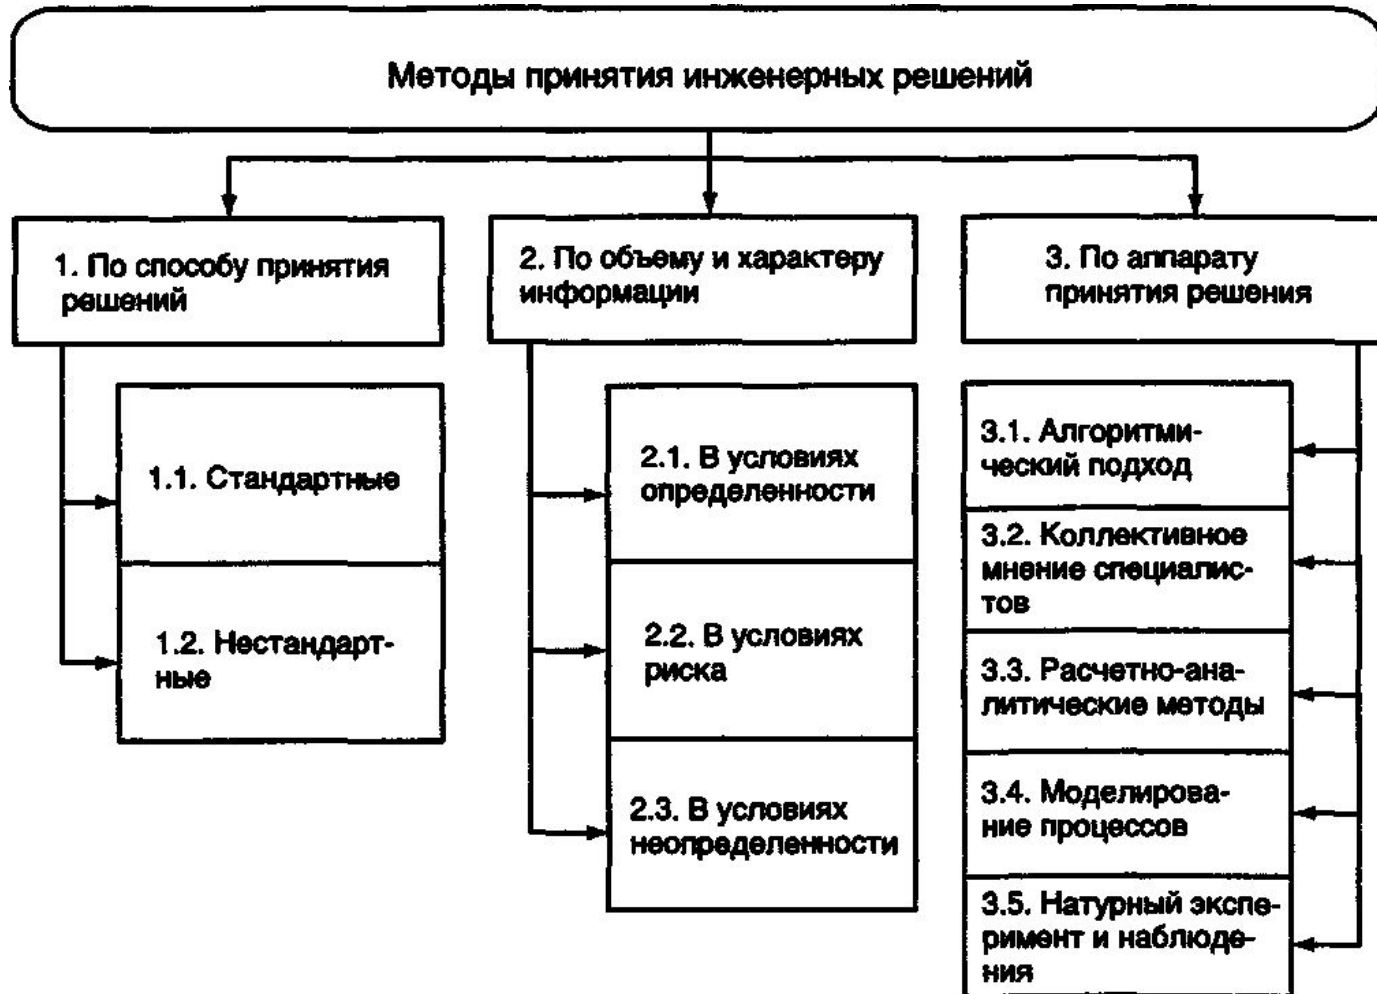 Методы принятия инженерных решений
1. По способу принятия
решений
2. По объему и характеру
информации
3. По аппарату
принятия решения
1.1. Стандартные
1.2. Нестандарт-
ные
2.1. В условиях
определенности
2.2. В условиях
риска
2.3. В условиях
неопределенности
3.1. Алгоритми-
ческий подход
3.2. Коллективное
мнение специалис-
тов
3.3. Расчетно-ана-
литические методы
3.4. Моделирова-
ние процессов
3.5. Натурный экспе-
римент и наблюде-
ния